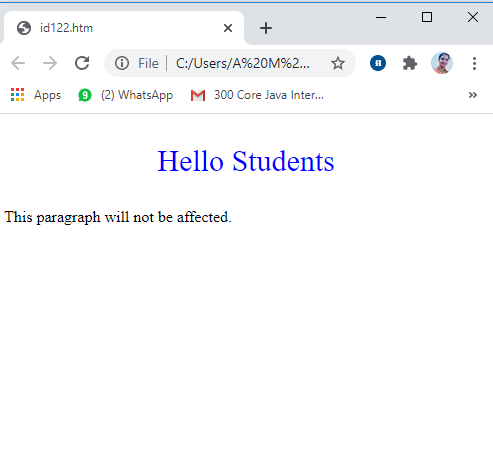 id122.htm
File | C:/Users/A%20M%2...
Apps 9 (2) WhatsApp 300 Core Java Inter... »
Hello Students
This paragraph will not be affected.